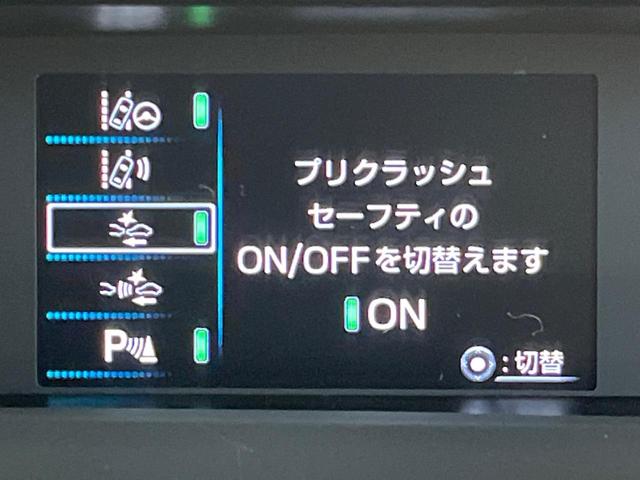 プリクラッシュ
セーフティの
ON/OFFを切替えます
ON
P
:切替